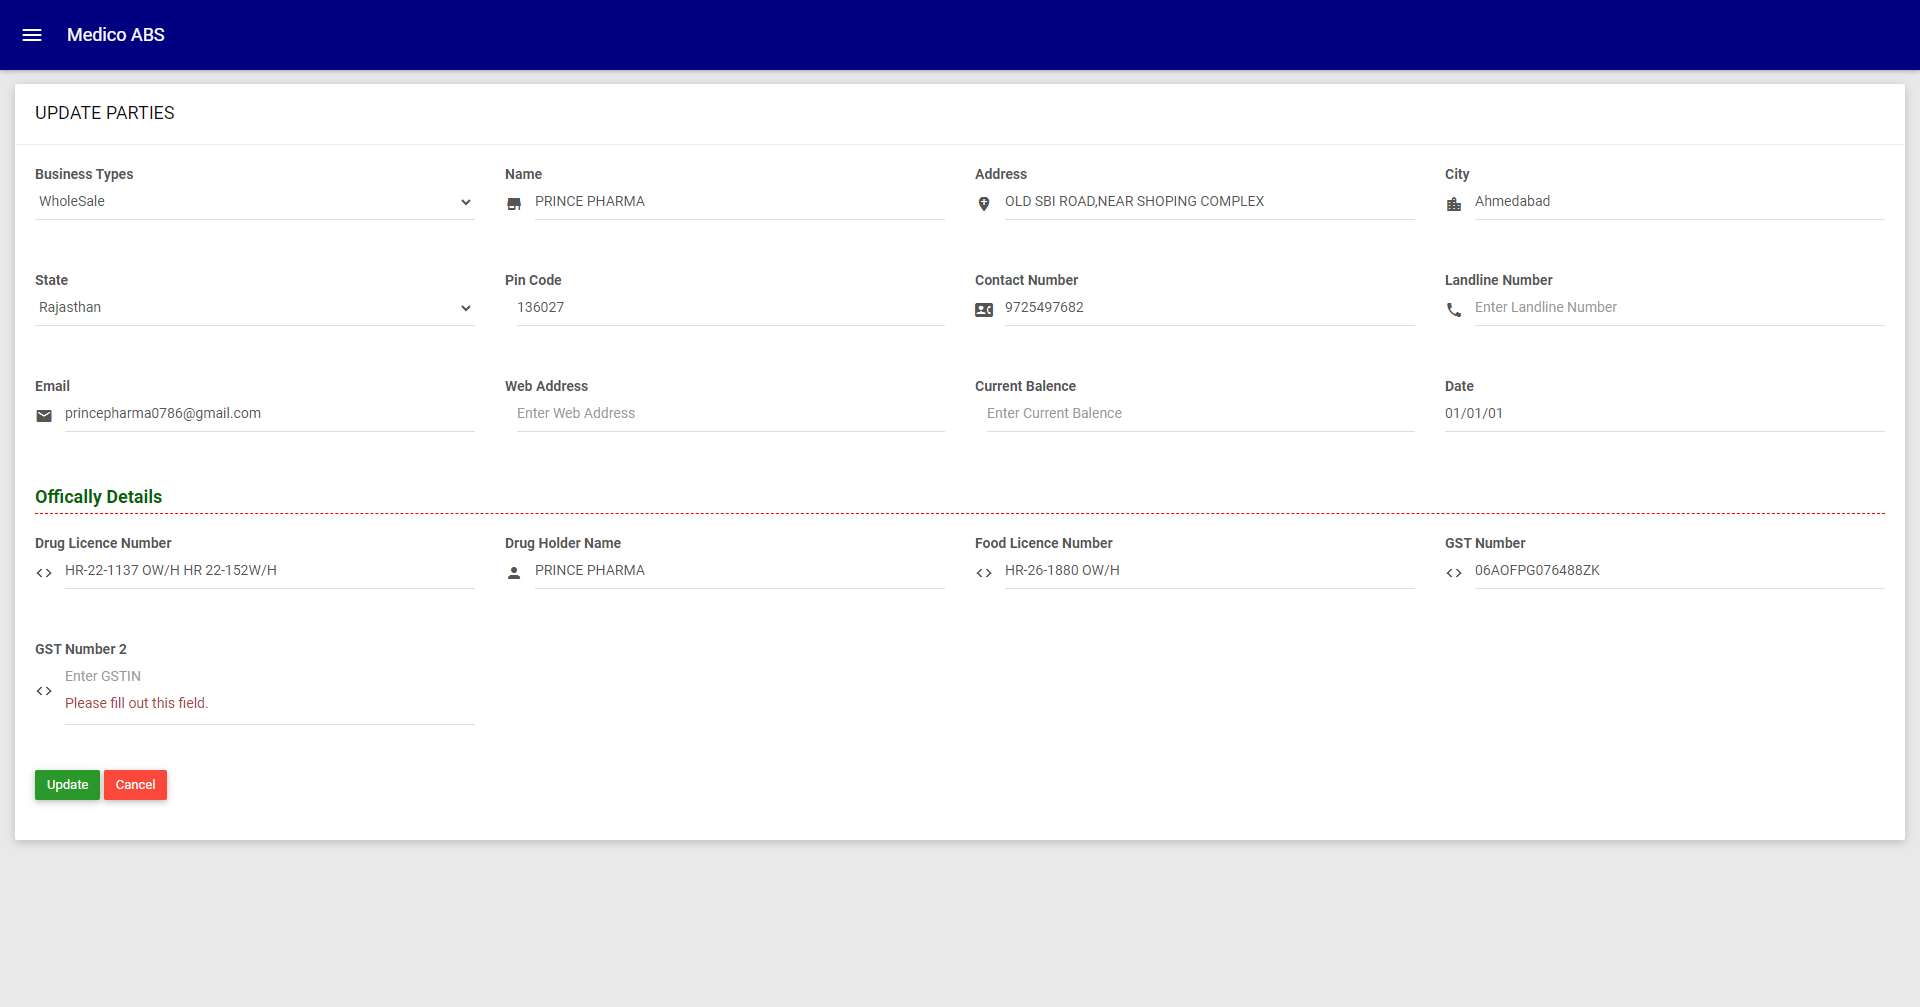 Medico ABS
UPDATE PARTIES
Business Types
WholeSale
Name
PRINCE PHARMA
Address
OLD SBI ROAD,NEAR SHOPING COMPLEX
City
Ahmedabad
State
Rajasthan
Pin Code
136027
Contact Number
9725497682
Landline Number
Enter Landline Number
Email
princepharma0786@gmail.com
Web Address
Enter Web Address
Current Balence
Enter Current Balence
Date
01/01/01
Offically Details
Drug Licence Number
HR-22-1137 OW/H HR 22-152W/H
Drug Holder Name
PRINCE PHARMA
Food Licence Number
HR-26-1880 OW/H
GST Number
06AOFPG076488ZK
GST Number 2
Enter GSTIN
Please fill out this field.
Update Cancel